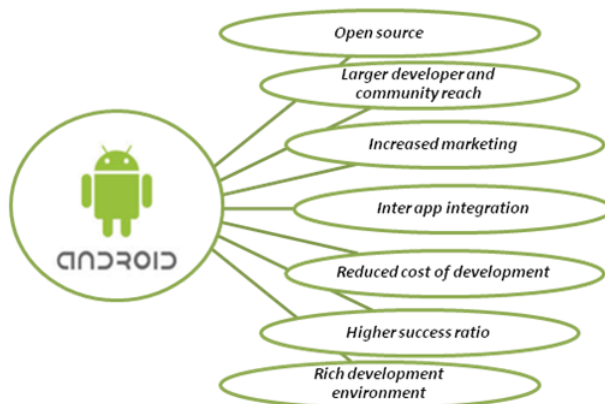 Open source
Larger developer and
community reach
Increased marketing
Inter app integration
ANDROID
Reduced cost of development
Higher success ratio
Rich development
environment